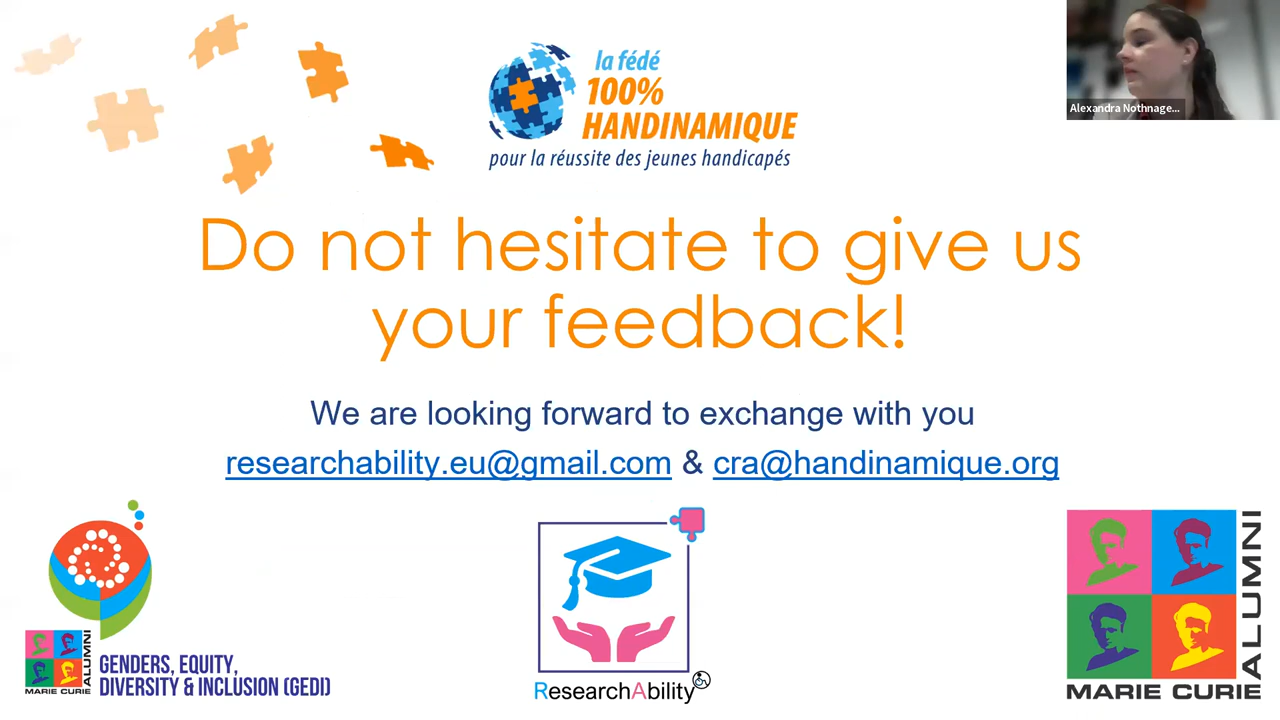 la fédé
100%
HANDINAMIQUE
pour la réussite des jeunes handicapés
Alexandra Nothnage...
Do not hesitate to give us
your feedback!
We are looking forward to exchange with you
researchability.eu@gmail.com & cra@handinamique.org
MARIE CURIE ALUMNI
GENDERS, EQUITY,
DIVERSITY & INCLUSION (GEDI)
ResearchAbility
MARIE CURIE ALUMNI